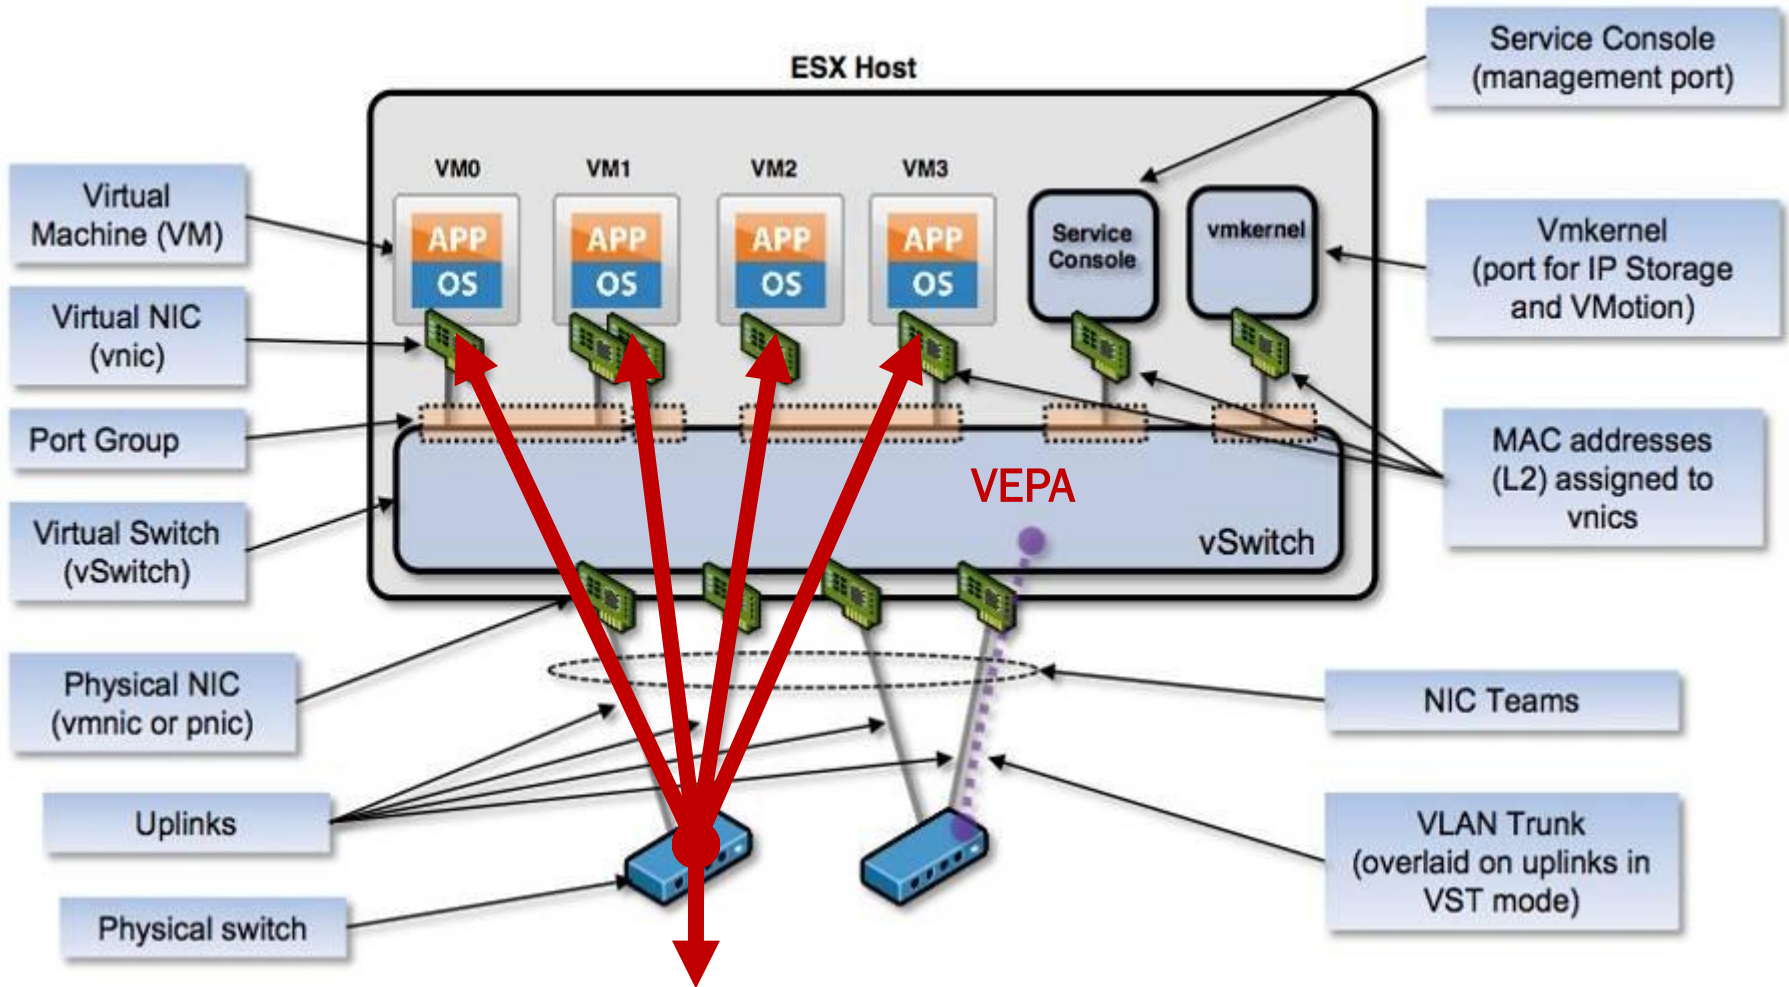 ESX Host
Service Console
(management port)
VM0
VM1
VM2
VM3
Virtual
Machine (VM)
APP
OS
APP
OS
APP
OS
APP
OS
Service
Console
vmkernel
Vmkernel
(port for IP Storage
and VMotion)
Virtual NIC
(vnic)
Port Group
MAC addresses
(L2) assigned to
vnics
VEPA
vSwitch
Virtual Switch
(vSwitch)
Physical NIC
(vmnic or pnic)
NIC Teams
Uplinks
VLAN Trunk
(overlaid on uplinks in
VST mode)
Physical switch